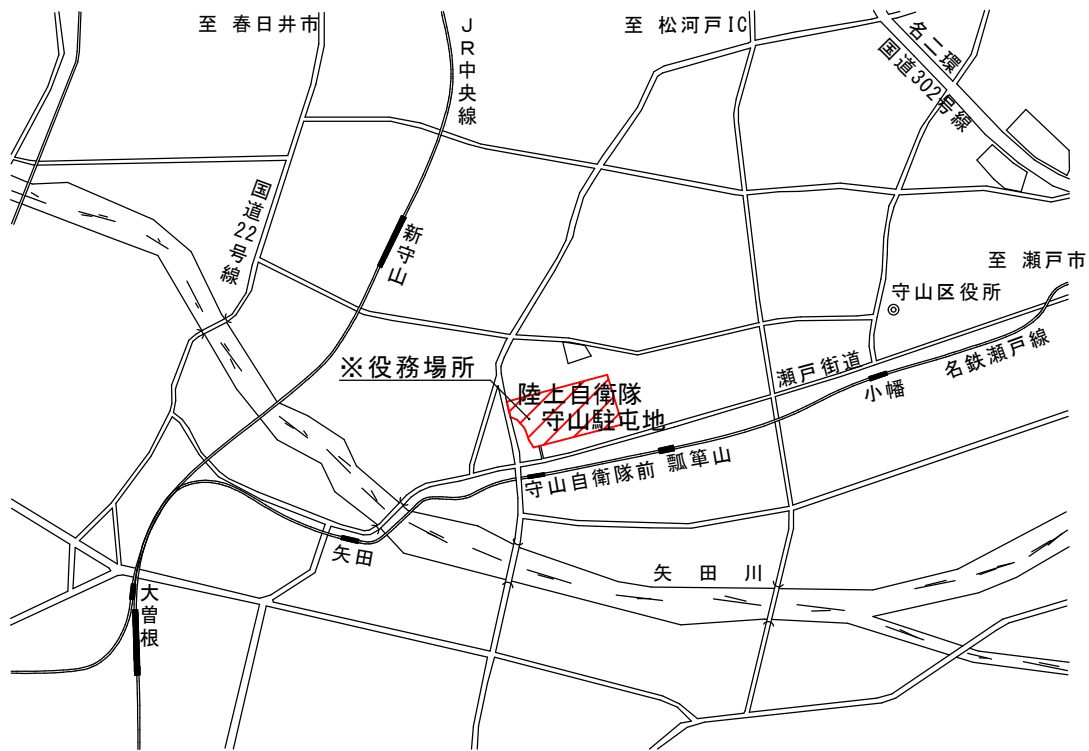 至 春日井市
JR中央線
至 松河戸IC
名二環
国道302号線
国道22号線
新守山
至 瀬戸市
守山区役所
※役務場所
陸上自衛隊
守山駐屯地
瀬戸街道
名鉄瀬戸線
小幡
瓢箪山
守山自衛隊前
矢田
矢田川
大曽根